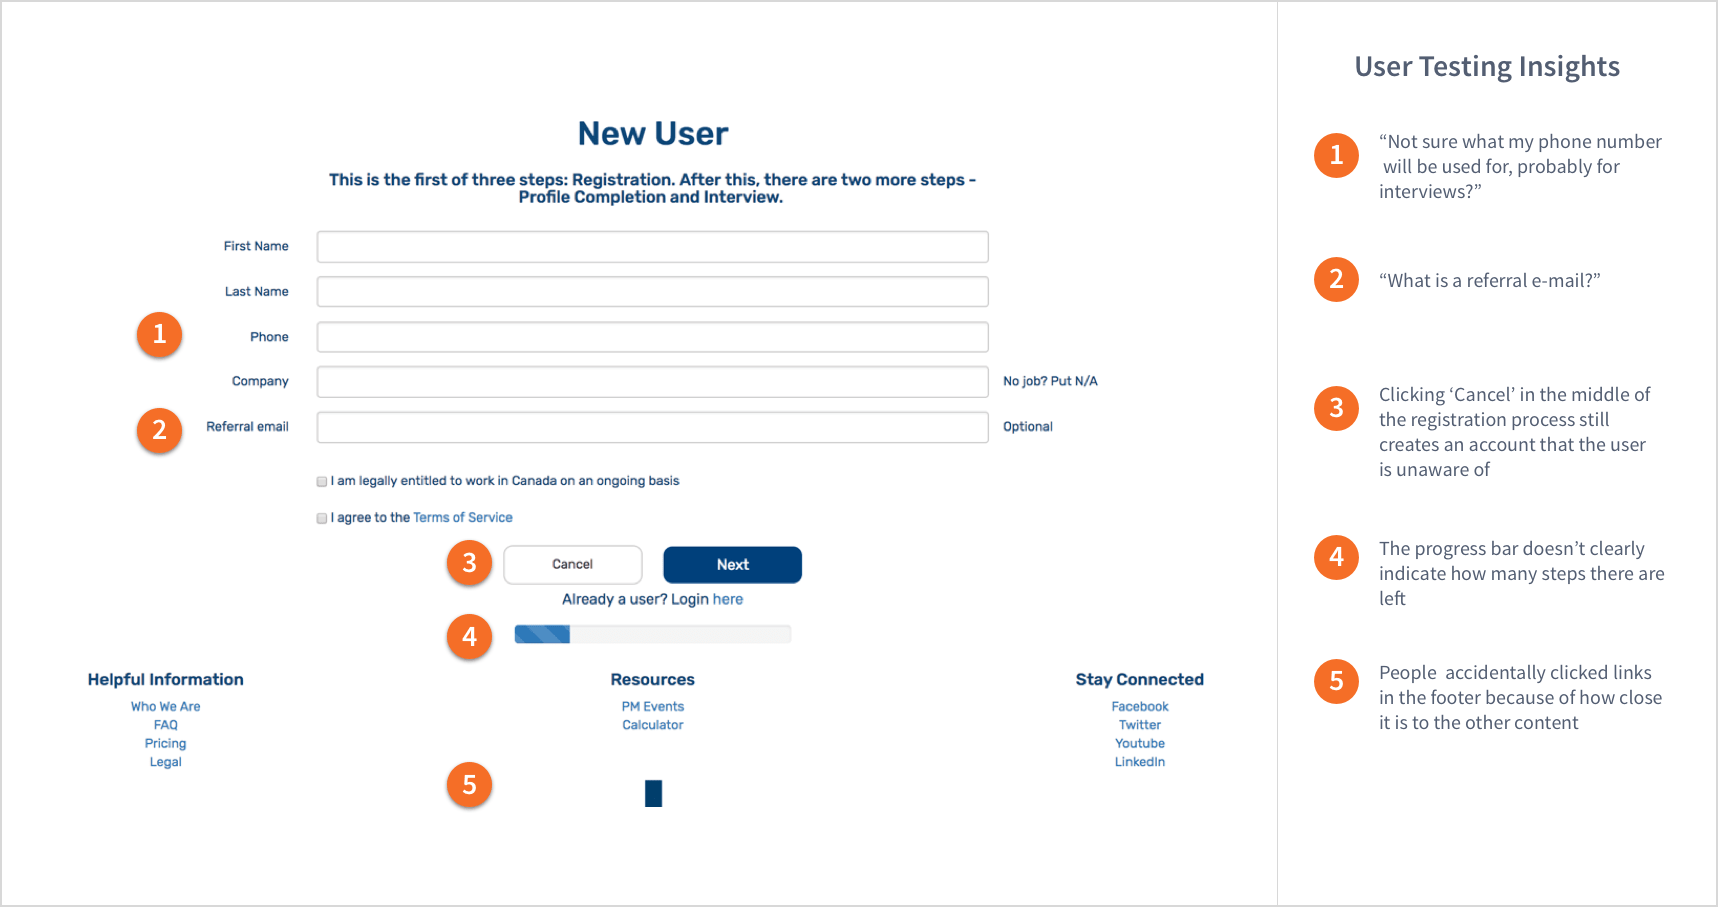 New User
This is the first of three steps: Registration. After this, there are two more steps -
Profile Completion and Interview.
First Name
Last Name
1
Phone
Company
No job? Put N/A
2
Referral email
Optional
I am legally entitled to work in Canada on an ongoing basis
I agree to the Terms of Service
3
Cancel
Next
Already a user? Login here
4
Helpful Information
Who We Are
FAQ
Pricing
Legal
Resources
PM Events
Calculator
Stay Connected
Facebook
Twitter
Youtube
LinkedIn
5
User Testing Insights
1
“Not sure what my phone number
will be used for, probably for
interviews?”
2
“What is a referral e-mail?”
3
Clicking ‘Cancel’ in the middle of
the registration process still
creates an account that the user
is unaware of
4
The progress bar doesn’t clearly
indicate how many steps there are
left
5
People accidentally clicked links
in the footer because of how close
it is to the other content